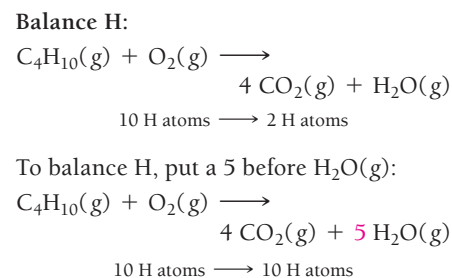 Balance H:
C₄H₁₀(g) + O₂(g) ⟶
4 CO₂(g) + H₂O(g)
10 H atoms ⟶ 2 H atoms
To balance H, put a 5 before H₂O(g):
C₄H₁₀(g) + O₂(g) ⟶
4 CO₂(g) + 5 H₂O(g)
10 H atoms ⟶ 10 H atoms